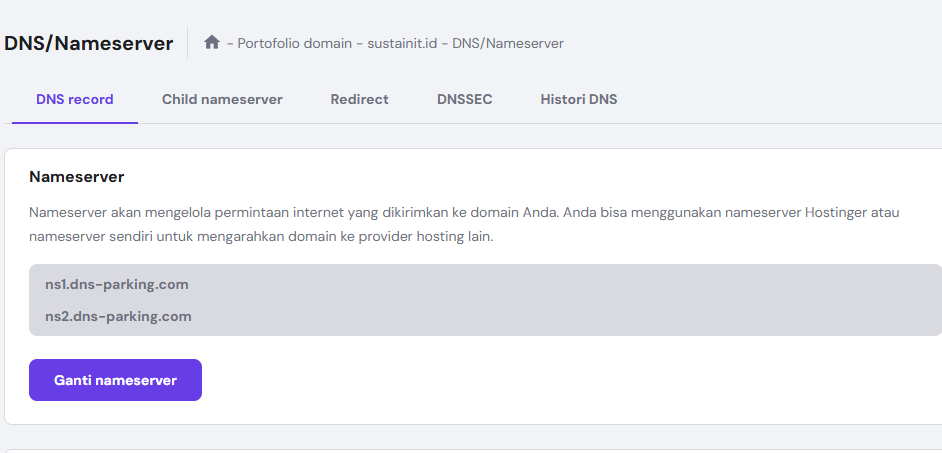 DNS/Nameserver
- Portofolio domain - sustainit.id - DNS/Nameserver
DNS record Child nameserver Redirect DNSSEC Histori DNS
Nameserver
Nameserver akan mengelola permintaan internet yang dikirimkan ke domain Anda. Anda bisa menggunakan nameserver Hostinger atau
nameserver sendiri untuk mengarahkan domain ke provider hosting lain.
ns1.dns-parking.com
ns2.dns-parking.com
Ganti nameserver